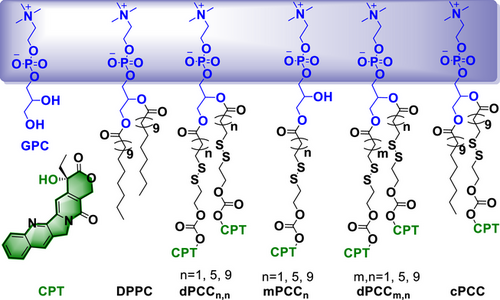 GPC
CPT
DPPC
n=1, 5, 9
dPCCn,n
n=1, 5, 9
mPCCn
m,n=1, 5, 9
dPCCm,n
cPCC
CPT
CPT
CPT
CPT
CPT
CPT
OH
OH
OH
HO
N
N
O
O
O
9
9
n
n
n
m
n
9
9
S
S